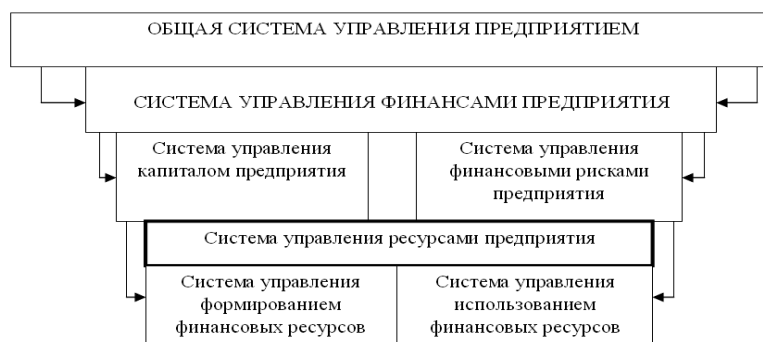 ОБЩАЯ СИСТЕМА УПРАВЛЕНИЯ ПРЕДПРИЯТИЕМ
СИСТЕМА УПРАВЛЕНИЯ ФИНАНСАМИ ПРЕДПРИЯТИЯ
Система управления
капиталом предприятия
Система управления
финансовыми рисками
предприятия
Система управления ресурсами предприятия
Система управления
формированием
финансовых ресурсов
Система управления
использованием
финансовых ресурсов